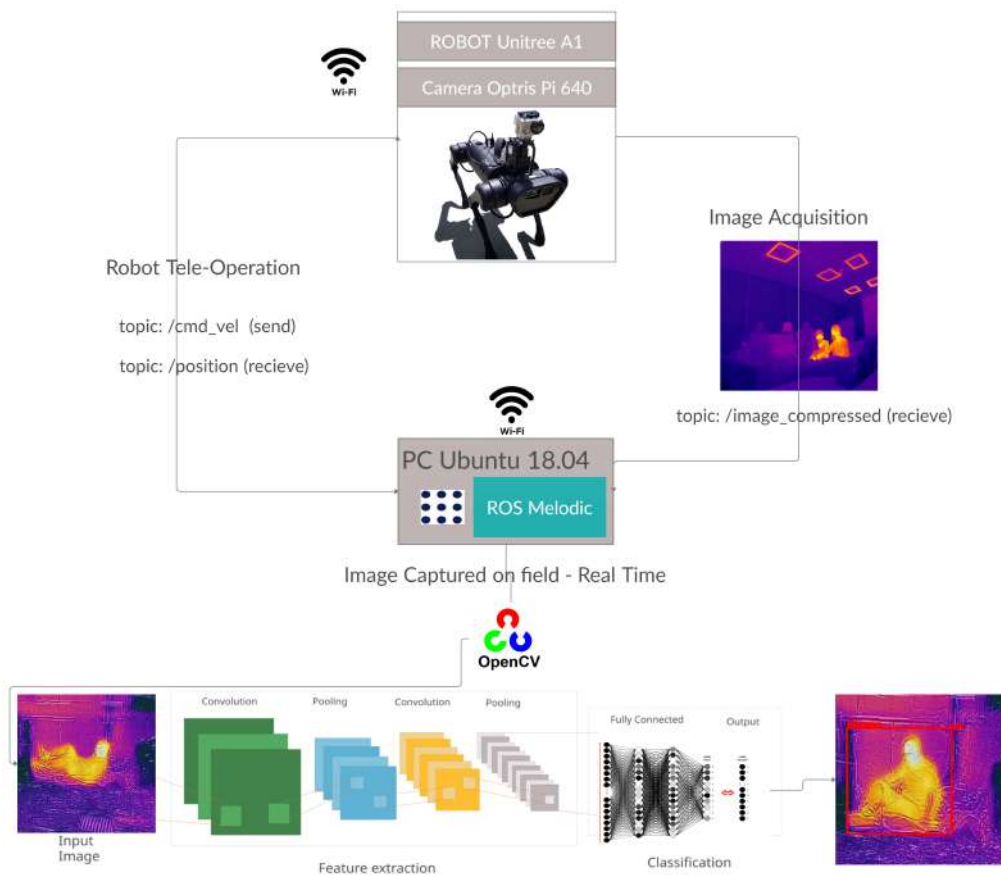 ROBOT Unitree A1
Wi-Fi
Camera Optris Pi 640
Image Acquisition
Robot Tele-Operation
topic: /cmd_vel (send)
topic: /position (recieve)
topic: /image_compressed (recieve)
Wi-Fi
PC Ubuntu 18.04
ROS Melodic
Image Captured on field - Real Time
OpenCV
Convolution
Pooling
Convolution
Pooling
Fully Connected
Output
Input
Image
Feature extraction
Classification